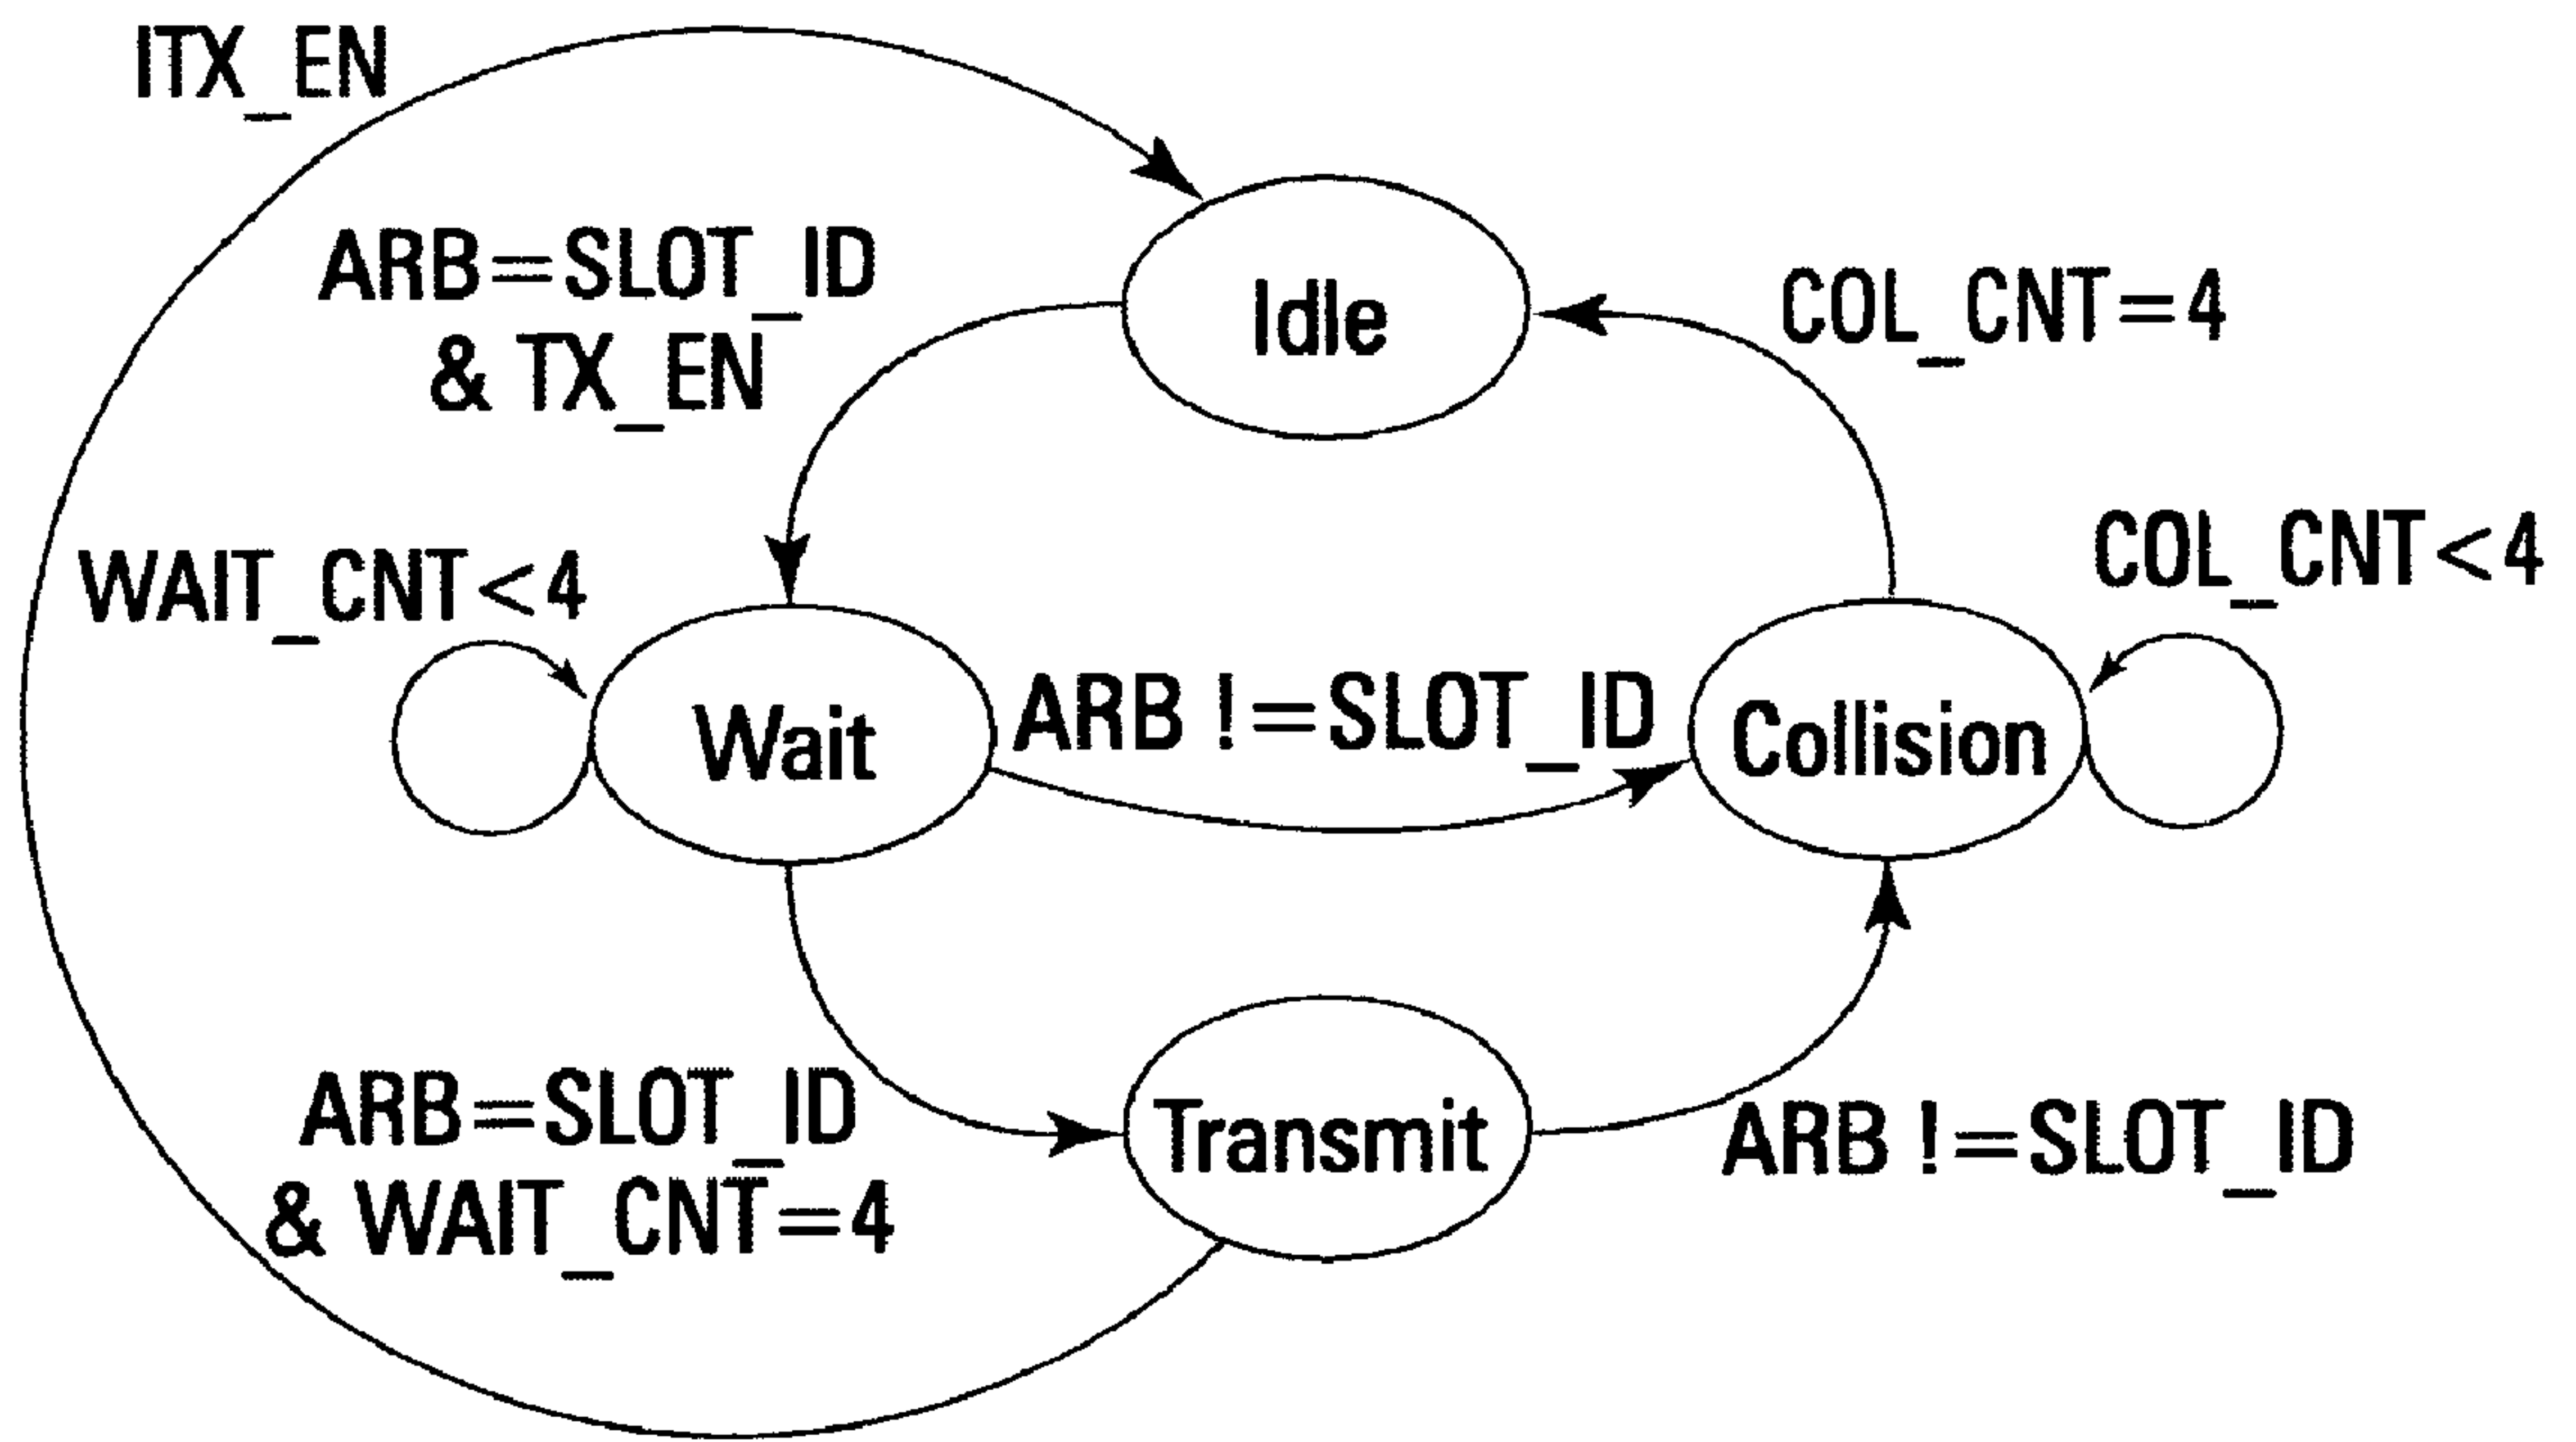 ITX_EN
ARB=SLOT_ID
& TX_EN
Idle
COL_CNT=4
WAIT_CNT<4
COL_CNT<4
Wait
ARB !=SLOT_ID
Collision
ARB=SLOT_ID
& WAIT_CNT=4
Transmit
ARB !=SLOT_ID